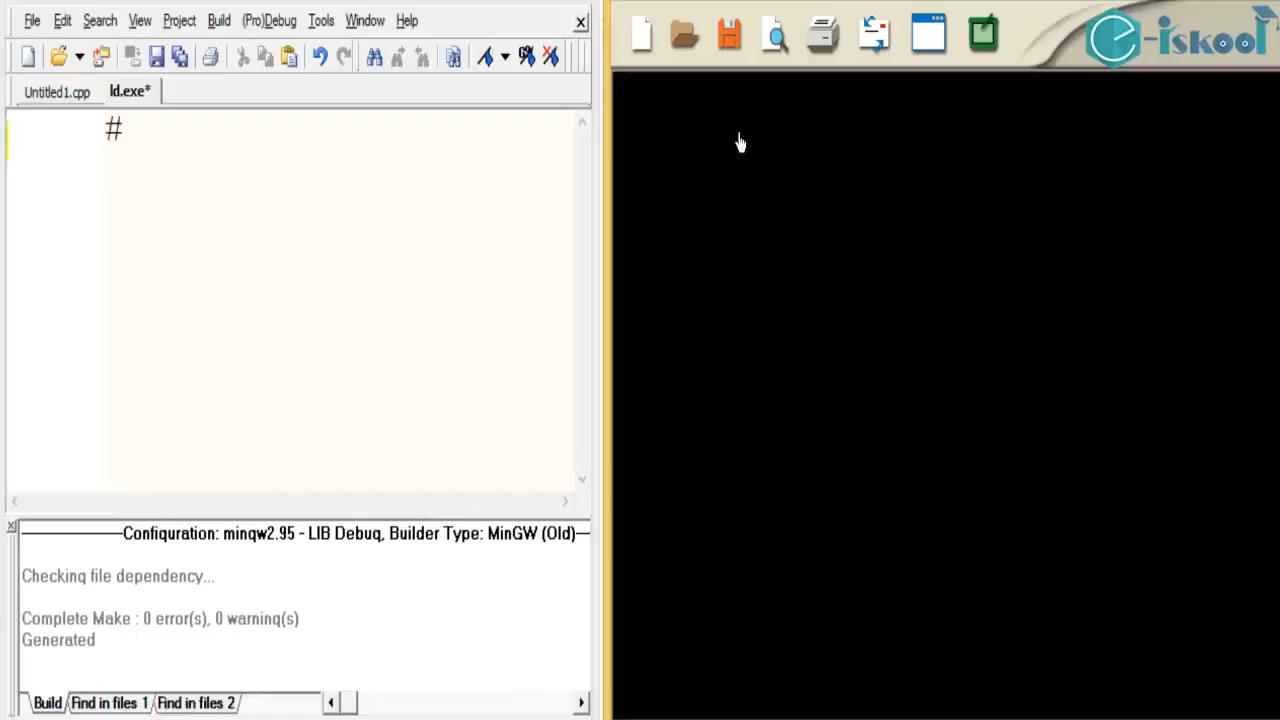 File Edit Search View Project Build (Pro)Debug Tools Window Help
e-iskool
Untitled1.cpp ld.exe*
#
Configuration: mingw2.95 - LIB Debug, Builder Type: MinGW (Old)
Checking file dependency...
Complete Make : 0 error(s), 0 warning(s)
Generated
Build Find in files 1 Find in files 2